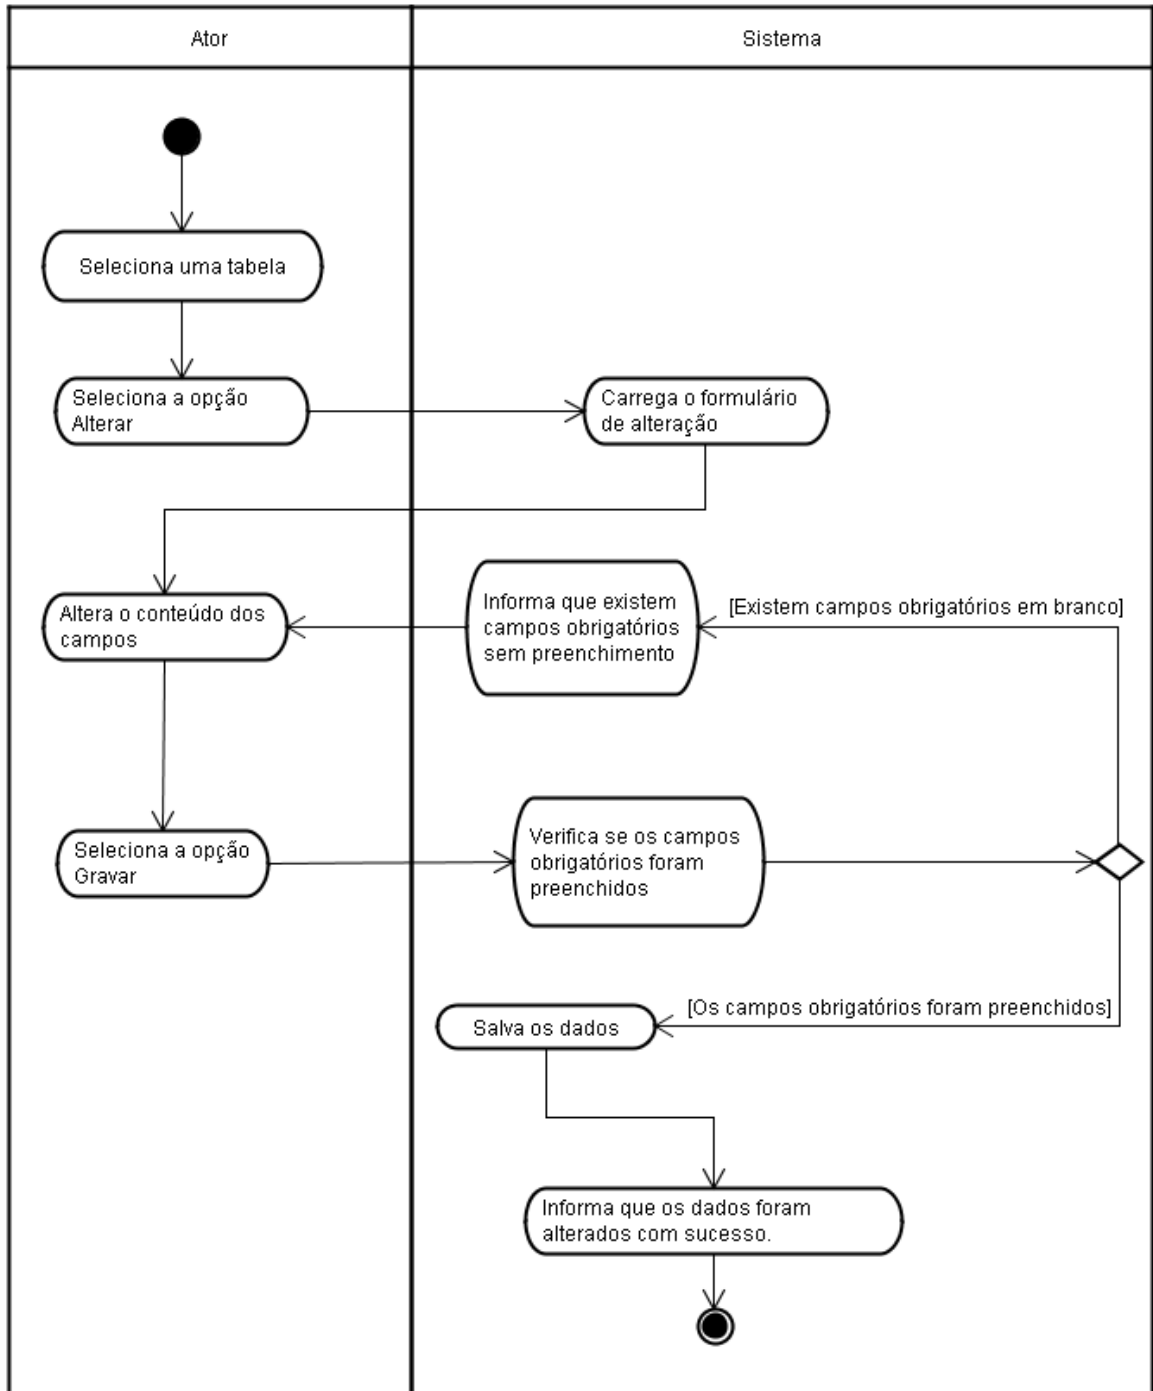 Ator
Sistema
Seleciona uma tabela
Seleciona a opção
Alterar
Carrega o formulário
de alteração
Altera o conteúdo dos
campos
Informa que existem
campos obrigatórios
sem preenchimento
[Existem campos obrigatórios em branco]
Seleciona a opção
Gravar
Verifica se os campos
obrigatórios foram
preenchidos
[Os campos obrigatórios foram preenchidos]
Salva os dados
Informa que os dados foram
alterados com sucesso.